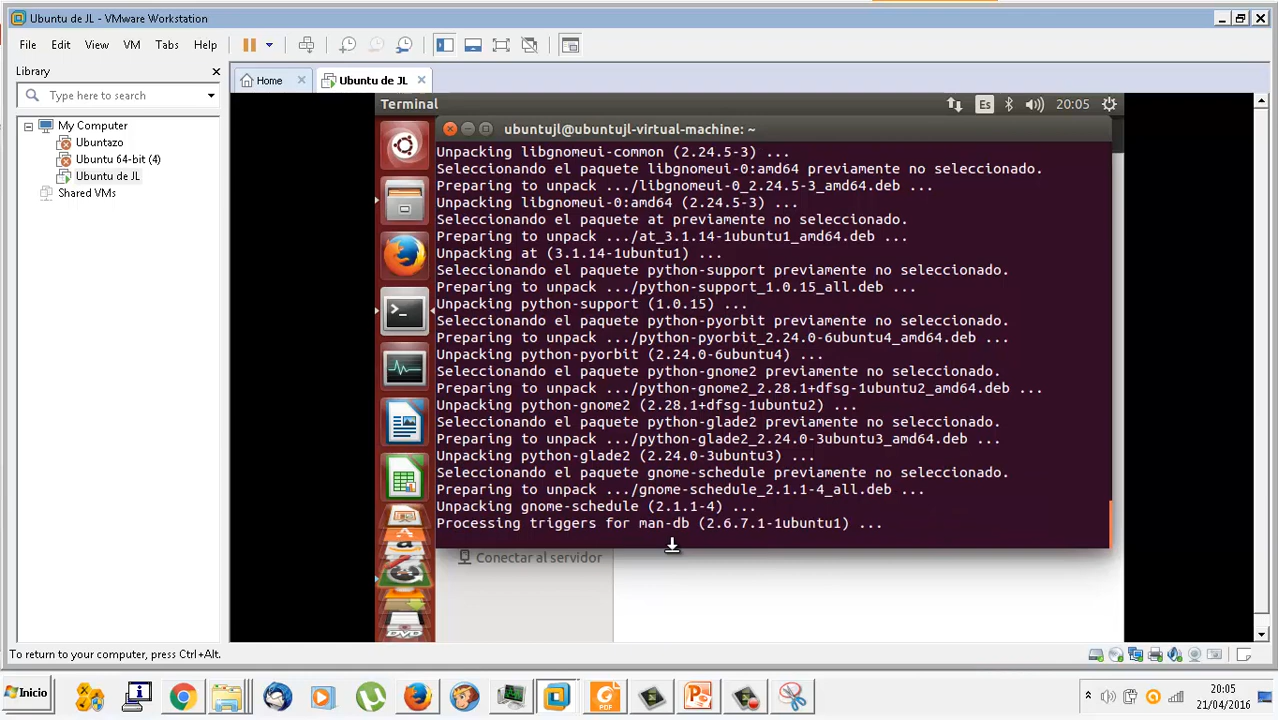 Ubuntu de JL - VMware Workstation
File Edit View VM Tabs Help
Library
Type here to search
Home
Ubuntu de JL
My Computer
Ubuntazo
Ubuntu 64-bit (4)
Ubuntu de JL
Shared VMs
Terminal
Es
20:05
ubuntujl@ubuntujl-virtual-machine: ~
Unpacking libgnomeui-common (2.24.5-3) ...
Seleccionando el paquete libgnomeui-0:amd64 previamente no seleccionado.
Preparing to unpack .../libgnomeui-0_2.24.5-3_amd64.deb ...
Unpacking libgnomeui-0:amd64 (2.24.5-3) ...
Seleccionando el paquete at previamente no seleccionado.
Preparing to unpack .../at_3.1.14-1ubuntu1_amd64.deb ...
Unpacking at (3.1.14-1ubuntu1) ...
Seleccionando el paquete python-support previamente no seleccionado.
Preparing to unpack .../python-support_1.0.15_all.deb ...
Unpacking python-support (1.0.15) ...
Seleccionando el paquete python-pyorbit previamente no seleccionado.
Preparing to unpack .../python-pyorbit_2.24.0-6ubuntu4_amd64.deb ...
Unpacking python-pyorbit (2.24.0-6ubuntu4) ...
Seleccionando el paquete python-gnome2 previamente no seleccionado.
Preparing to unpack .../python-gnome2_2.28.1+dfsg-1ubuntu2_amd64.deb ...
Unpacking python-gnome2 (2.28.1+dfsg-1ubuntu2) ...
Seleccionando el paquete python-glade2 previamente no seleccionado.
Preparing to unpack .../python-glade2_2.24.0-3ubuntu3_amd64.deb ...
Unpacking python-glade2 (2.24.0-3ubuntu3) ...
Seleccionando el paquete gnome-schedule previamente no seleccionado.
Preparing to unpack .../gnome-schedule_2.1.1-4_all.deb ...
Unpacking gnome-schedule (2.1.1-4) ...
Processing triggers for man-db (2.6.7.1-1ubuntu1) ...
Conectar al servidor
DVD
To return to your computer, press Ctrl+Alt.
Inicio
PDF
20:05
21/04/2016